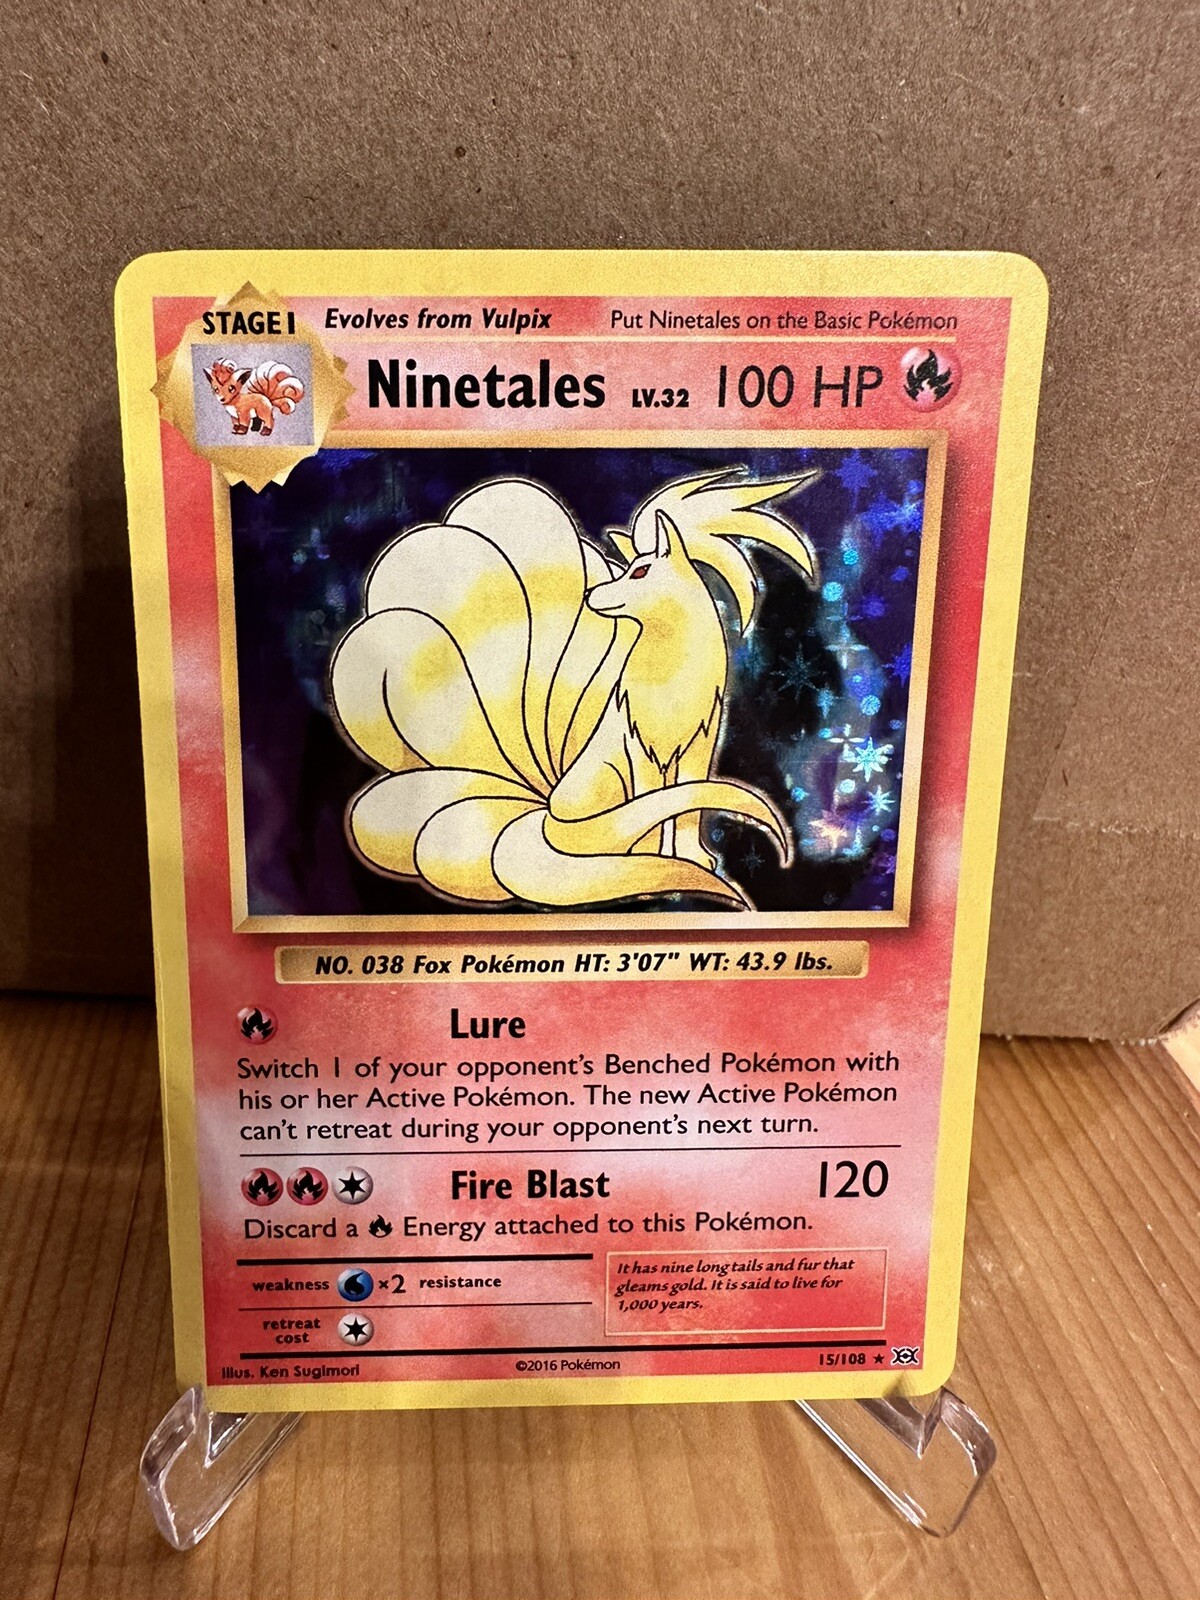 STAGE 1 Evolves from Vulpix Put Ninetales on the Basic Pokémon
Ninetales LV.32 100 HP
NO. 038 Fox Pokémon HT: 3'07" WT: 43.9 lbs.
Lure
Switch 1 of your opponent's Benched Pokémon with
his or her Active Pokémon. The new Active Pokémon
can't retreat during your opponent's next turn.
Fire Blast 120
Discard a Energy attached to this Pokémon.
weakness ×2 resistance
retreat
cost
It has nine long tails and fur that
gleams gold. It is said to live for
1,000 years.
Illus. Ken Sugimori ©2016 Pokémon 15/108 ★